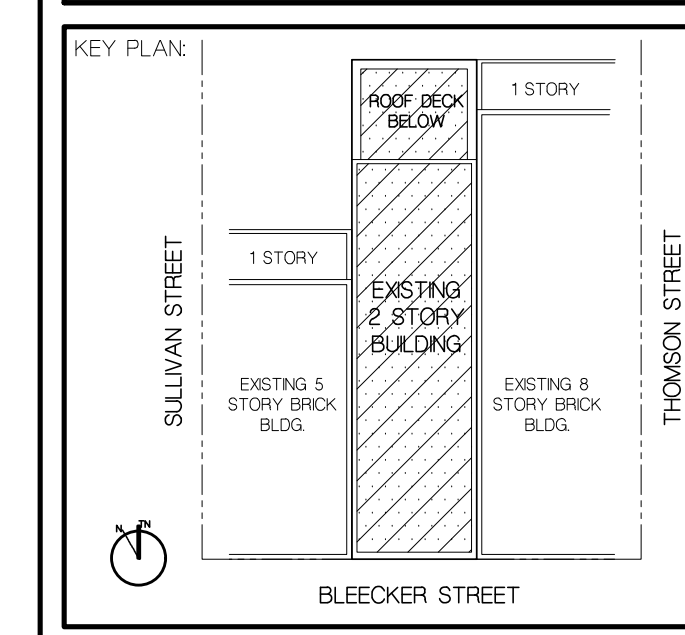 KEY PLAN:
ROOF DECK
BELOW
1 STORY
1 STORY
SULLIVAN STREET
THOMSON STREET
EXISTING
2 STORY
BUILDING
EXISTING 5
STORY BRICK
BLDG.
EXISTING 8
STORY BRICK
BLDG.
N
TN
BLEECKER STREET